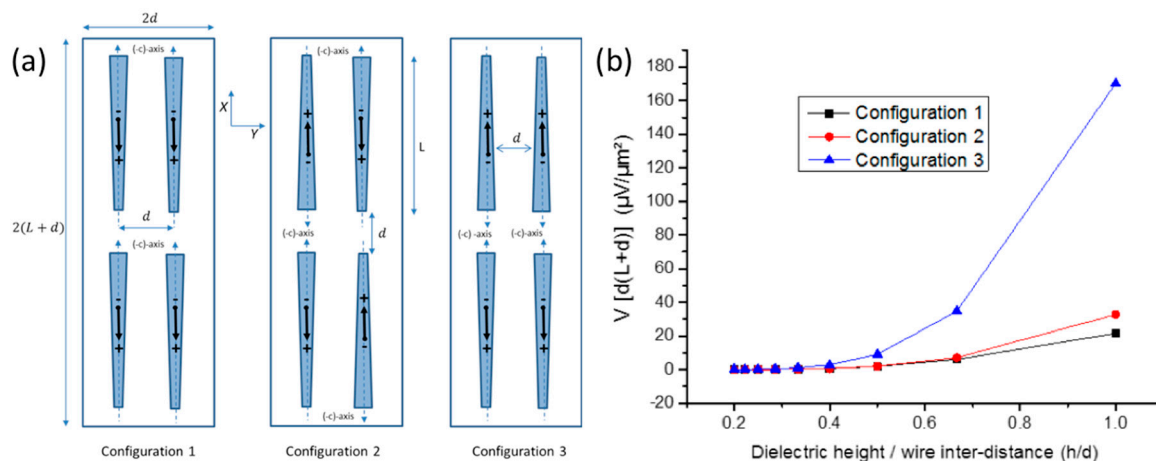 (a)
2d
2(L + d)
(-c)-axis
- -
+ +
d
(-c)-axis
- -
+ +
Configuration 1
X
Y
(-c)-axis
+ -
- +
L
(-c)-axis
d
- +
+ -
(-c)-axis
Configuration 2
+ +
d
- -
(-c)-axis (-c)-axis
- -
+ +
Configuration 3
(b)
V [d(L+d)] (µV/µm²)
180
160
140
120
100
80
60
40
20
0
-20
Configuration 1
Configuration 2
Configuration 3
0.2 0.4 0.6 0.8 1.0
Dielectric height / wire inter-distance (h/d)